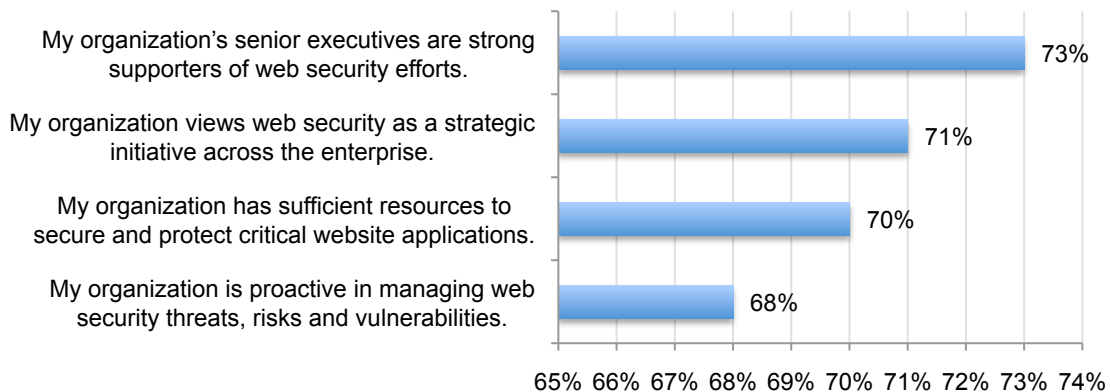 My organization’s senior executives are strong
supporters of web security efforts.
73%
My organization views web security as a strategic
initiative across the enterprise.
71%
My organization has sufficient resources to
secure and protect critical website applications.
70%
My organization is proactive in managing web
security threats, risks and vulnerabilities.
68%
65% 66% 67% 68% 69% 70% 71% 72% 73% 74%